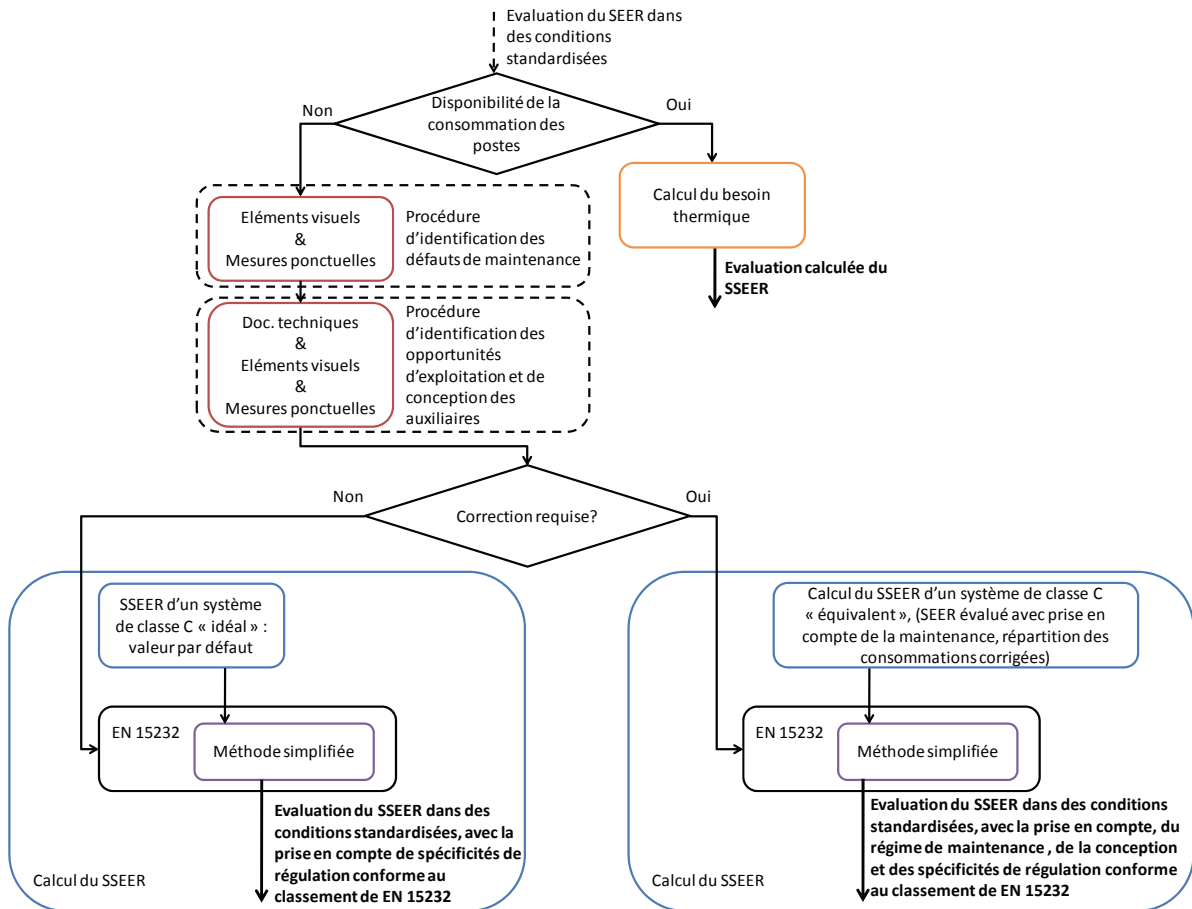 Evaluation du SEER dans
des conditions
standardisées
Non
Disponibilité de la
consommation des
postes
Oui
Eléments visuels
&
Mesures ponctuelles
Procédure
d'identification des
défauts de maintenance
Calcul du besoin
thermique
Evaluation calculée du
SSEER
Doc. techniques
&
Eléments visuels
&
Mesures ponctuelles
Procédure
d'identification des
opportunités
d'exploitation et de
conception des
auxiliaires
Non
Correction requise?
Oui
SSEER d'un système
de classe C « idéal » :
valeur par défaut
EN 15232
Méthode simplifiée
Evaluation du SSEER dans des
conditions standardisées, avec la
prise en compte de spécificités de
régulation conforme au
classement de EN 15232
Calcul du SSEER
Calcul du SSEER d'un système de classe C
« équivalent », (SEER évalué avec prise en
compte de la maintenance, répartition des
consommations corrigées)
EN 15232
Méthode simplifiée
Evaluation du SSEER dans des conditions
standardisées, avec la prise en compte, du
régime de maintenance , de la conception
et des spécificités de régulation conforme
au classement de EN 15232
Calcul du SSEER